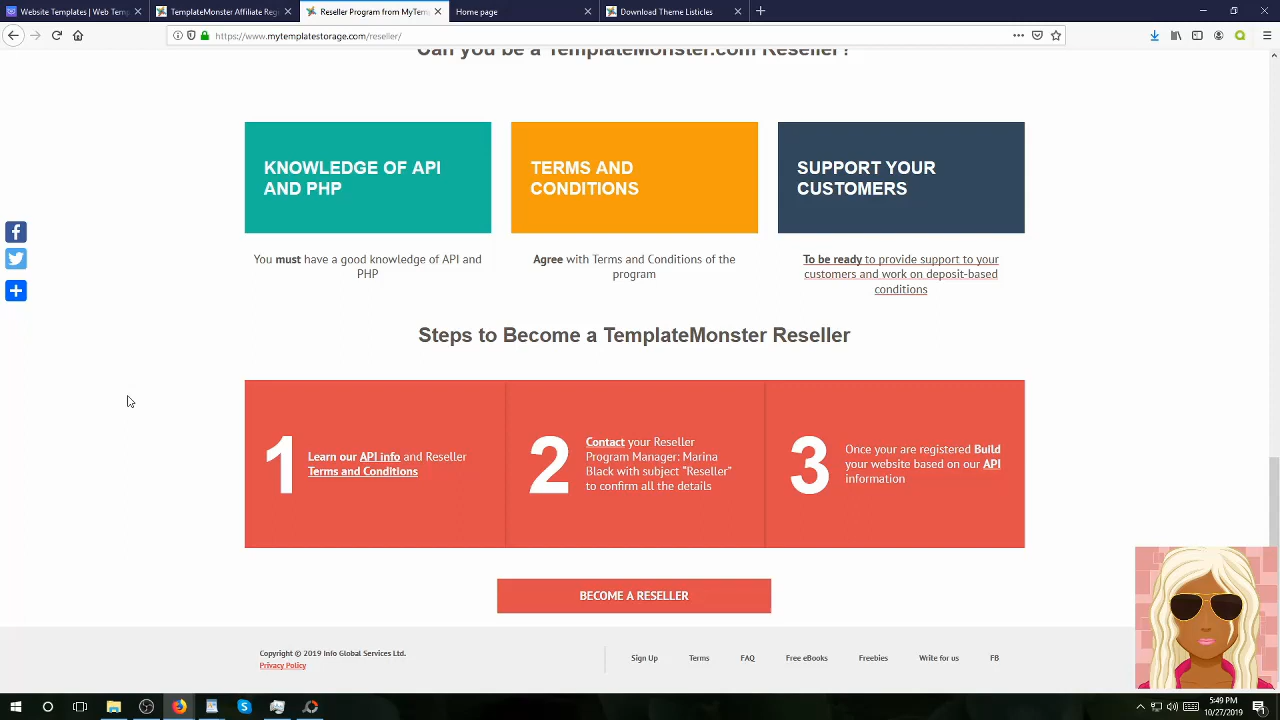 Website Templates | Web Temp
TemplateMonster Affiliate Reg
Reseller Program from MyTem
Home page
Download Theme Listicles
https://www.mytemplatestorage.com/reseller/
Can you be a TemplateMonster.com Reseller?
KNOWLEDGE OF API
AND PHP
TERMS AND
CONDITIONS
SUPPORT YOUR
CUSTOMERS
You must have a good knowledge of API and
PHP
Agree with Terms and Conditions of the
program
To be ready to provide support to your
customers and work on deposit-based
conditions
Steps to Become a TemplateMonster Reseller
1
Learn our API info and Reseller
Terms and Conditions
2
Contact your Reseller
Program Manager: Marina
Black with subject "Reseller"
to confirm all the details
3
Once your are registered Build
your website based on our API
information
BECOME A RESELLER
Copyright © 2019 Info Global Services Ltd.
Privacy Policy
Sign Up
Terms
FAQ
Free eBooks
Freebies
Write for us
FB
5:49 PM
10/27/2019